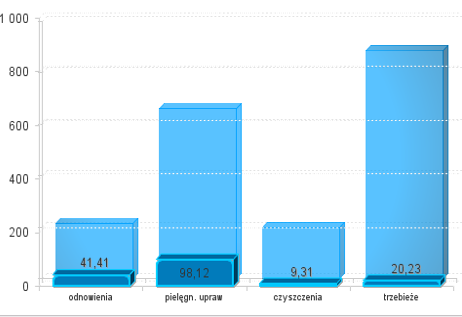 1 000
800
600
400
200
0
41,41
98,12
9,31
20,23
odnowienia
pielęgn. upraw
czyszczenia
trzebieże